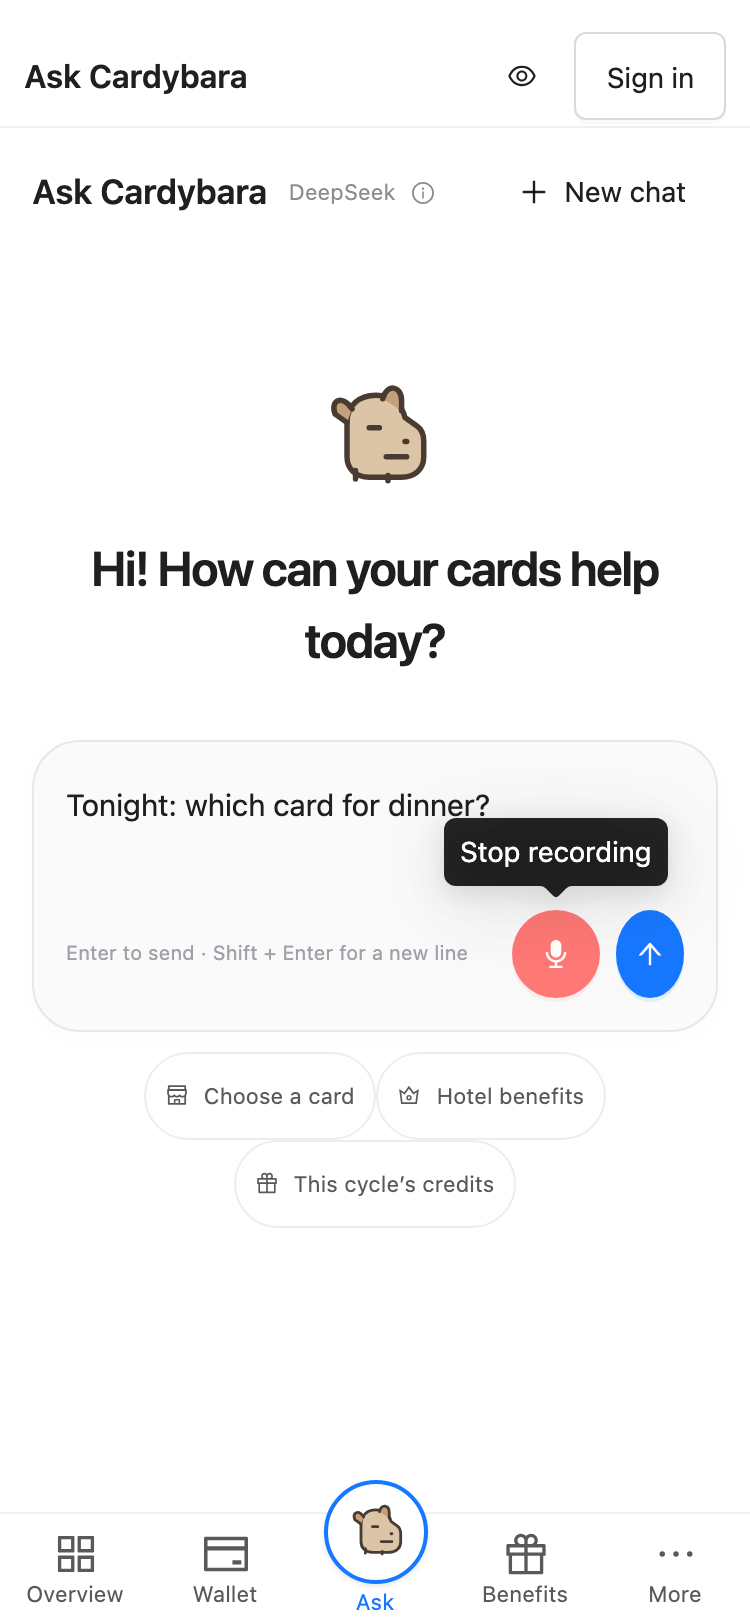 Ask Cardybara
Sign in
Ask Cardybara DeepSeek
New chat
Hi! How can your cards help
today?
Tonight: which card for dinner?
Stop recording
Enter to send · Shift + Enter for a new line
Choose a card
Hotel benefits
This cycle’s credits
Overview
Wallet
Ask
Benefits
More